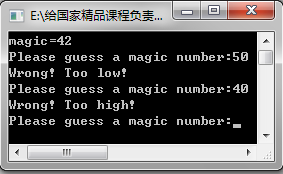 E:\给国家精品课程负责...
magic=42
Please guess a magic number:50
Wrong! Too low!
Please guess a magic number:40
Wrong! Too high!
Please guess a magic number:_